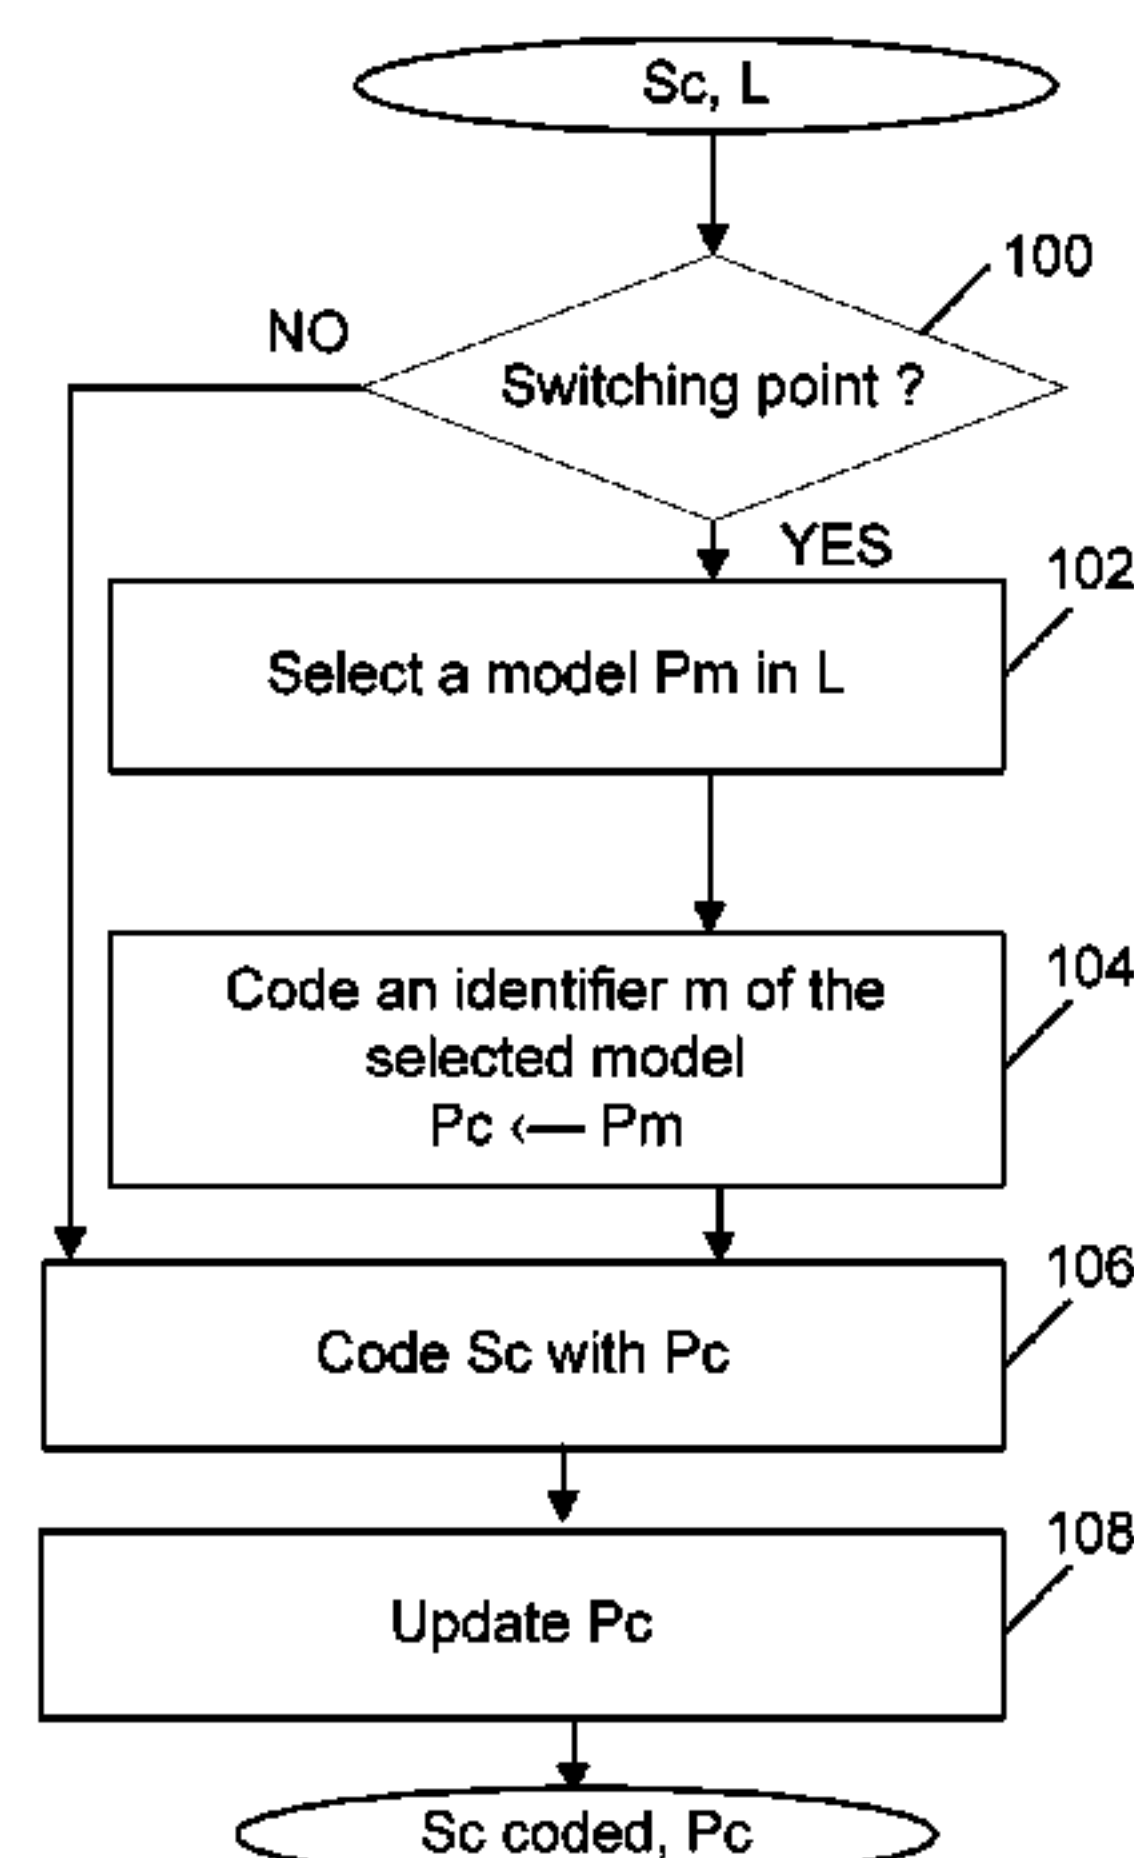 Sc, L
100
NO
Switching point ?
YES
102
Select a model Pm in L
104
Code an identifier m of the
selected model
Pc ← Pm
106
Code Sc with Pc
108
Update Pc
Sc coded, Pc